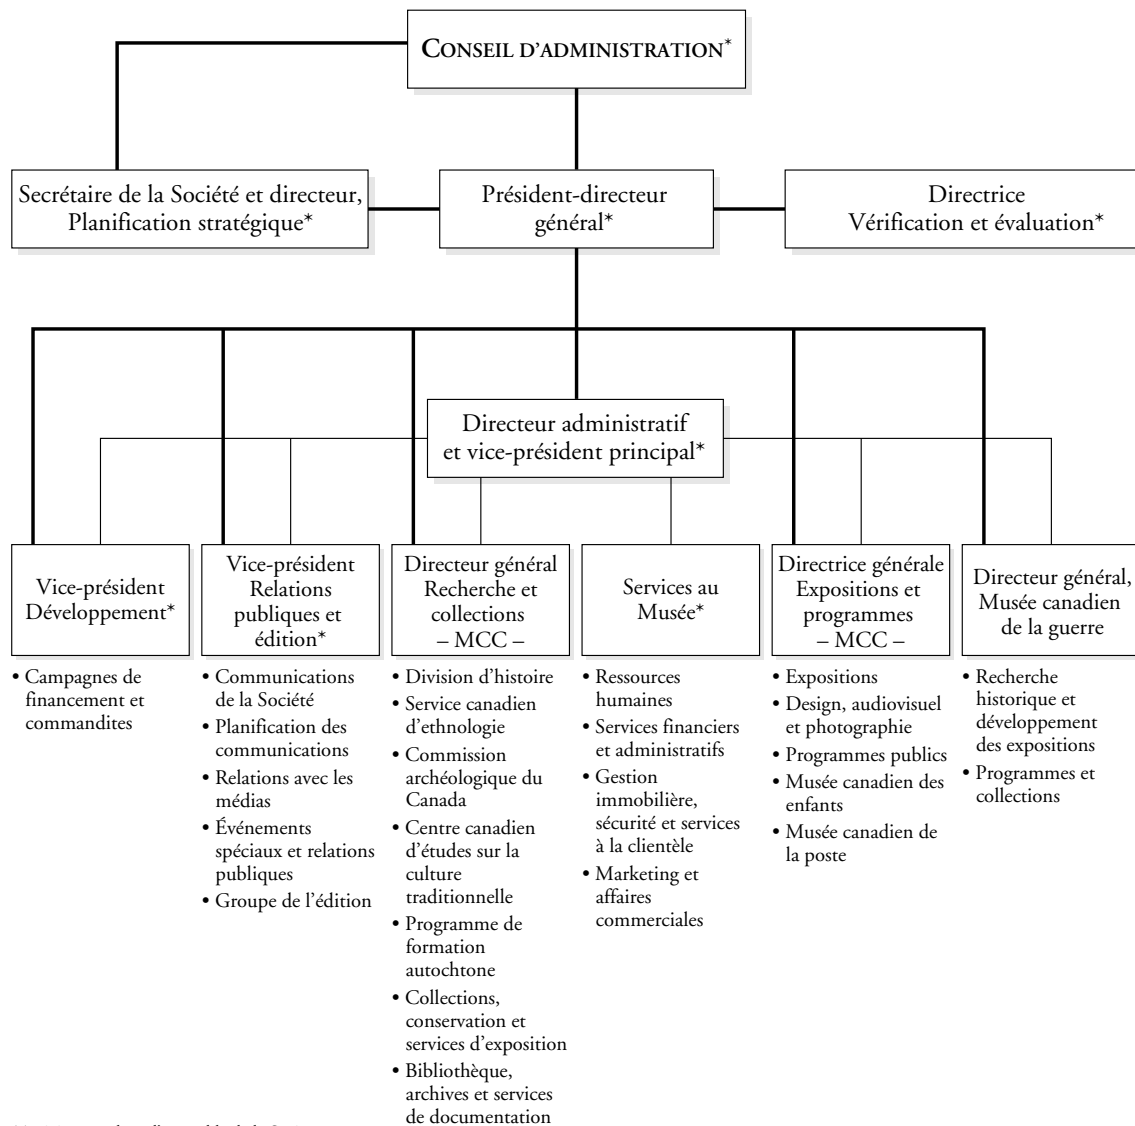 CONSEIL D'ADMINISTRATION*
Secrétaire de la Société et directeur,
Planification stratégique*
Président-directeur
général*
Directrice
Vérification et évaluation*
Directeur administratif
et vice-président principal*
Vice-président
Développement*
• Campagnes de
financement et
commandites
Vice-président
Relations
publiques et
édition*
• Communications
de la Société
• Planification des
communications
• Relations avec les
médias
• Événements
spéciaux et relations
publiques
• Groupe de l'édition
Directeur général
Recherche et
collections
– MCC –
• Division d'histoire
• Service canadien
d'ethnologie
• Commission
archéologique du
Canada
• Centre canadien
d'études sur la
culture
traditionnelle
• Programme de
formation
autochtone
• Collections,
conservation et
services d'exposition
• Bibliothèque,
archives et services
de documentation
Services au
Musée*
• Ressources
humaines
• Services financiers
et administratifs
• Gestion
immobilière,
sécurité et services
à la clientèle
• Marketing et
affaires
commerciales
Directrice générale
Expositions et
programmes
– MCC –
• Expositions
• Design, audiovisuel
et photographie
• Programmes publics
• Musée canadien des
enfants
• Musée canadien de
la poste
Directeur général,
Musée canadien
de la guerre
• Recherche
historique et
développement
des expositions
• Programmes et
collections